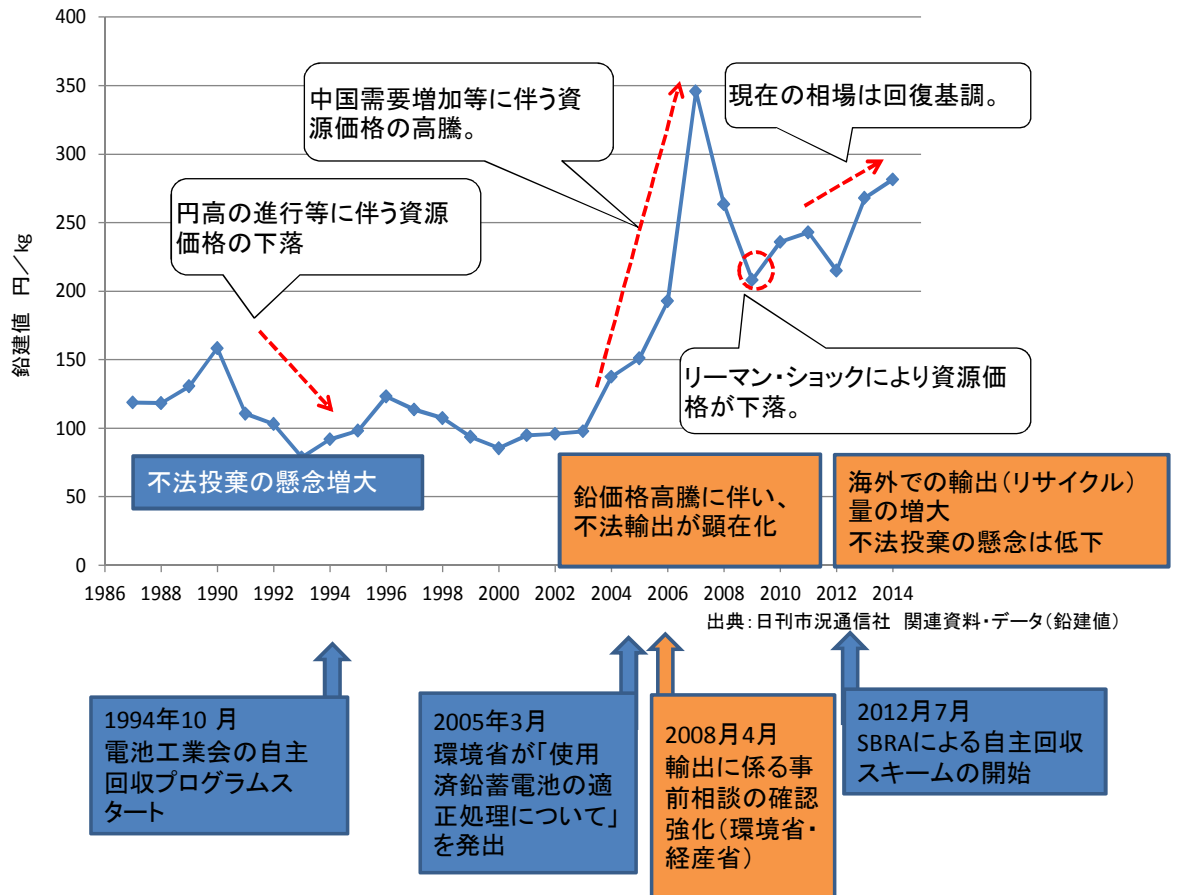 400
350
300
250
200
150
100
50
0
鉛建値 円／kg
中国需要増加等に伴う資
源価格の高騰。
現在の相場は回復基調。
円高の進行等に伴う資源
価格の下落
リーマン・ショックにより資源価
格が下落。
不法投棄の懸念増大
鉛価格高騰に伴い、
不法輸出が顕在化
海外での輸出（リサイクル）
量の増大
不法投棄の懸念は低下
1986 1988 1990 1992 1994 1996 1998 2000 2002 2004 2006 2008 2010 2012 2014
出典：日刊市況通信社 関連資料・データ（鉛建値）
1994年10 月
電池工業会の自主
回収プログラムス
タート
2005年3月
環境省が「使用
済鉛蓄電池の適
正処理について」
を発出
2008月4月
輸出に係る事
前相談の確認
強化（環境省・
経産省）
2012月7月
SBRAによる自主回収
スキームの開始